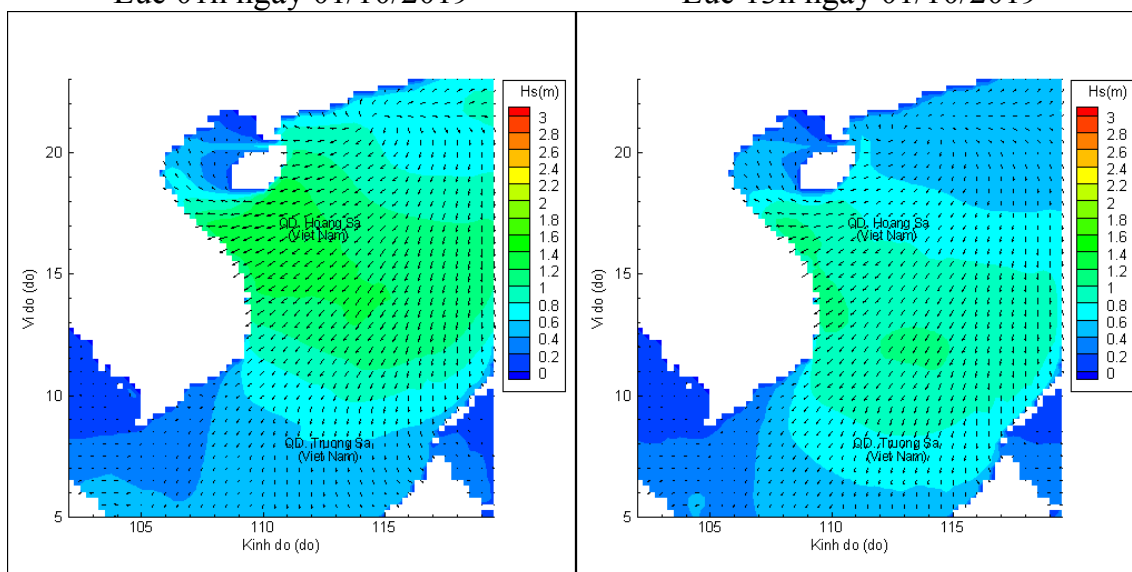 Lúc 01h ngày 01/10/2019
Hs(m)
3
2.8
2.6
2.4
2.2
2
1.8
1.6
1.4
1.2
1
0.8
0.6
0.4
0.2
0
20
15
10
5
Vi do (do)
QD. Hoang Sa
(Viet Nam)
QD. Truong Sa
(Viet Nam)
105
110
115
Kinh do (do)
Lúc 13h ngày 01/10/2019
Hs(m)
3
2.8
2.6
2.4
2.2
2
1.8
1.6
1.4
1.2
1
0.8
0.6
0.4
0.2
0
20
15
10
5
Vi do (do)
QD. Hoang Sa
(Viet Nam)
QD. Truong Sa
(Viet Nam)
105
110
115
Kinh do (do)